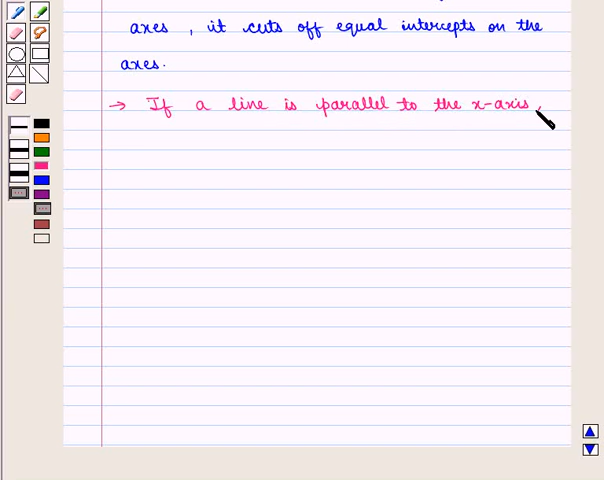 axes , it cuts off equal intercepts on the
axes.
→ If a line is parallel to the x-axis,